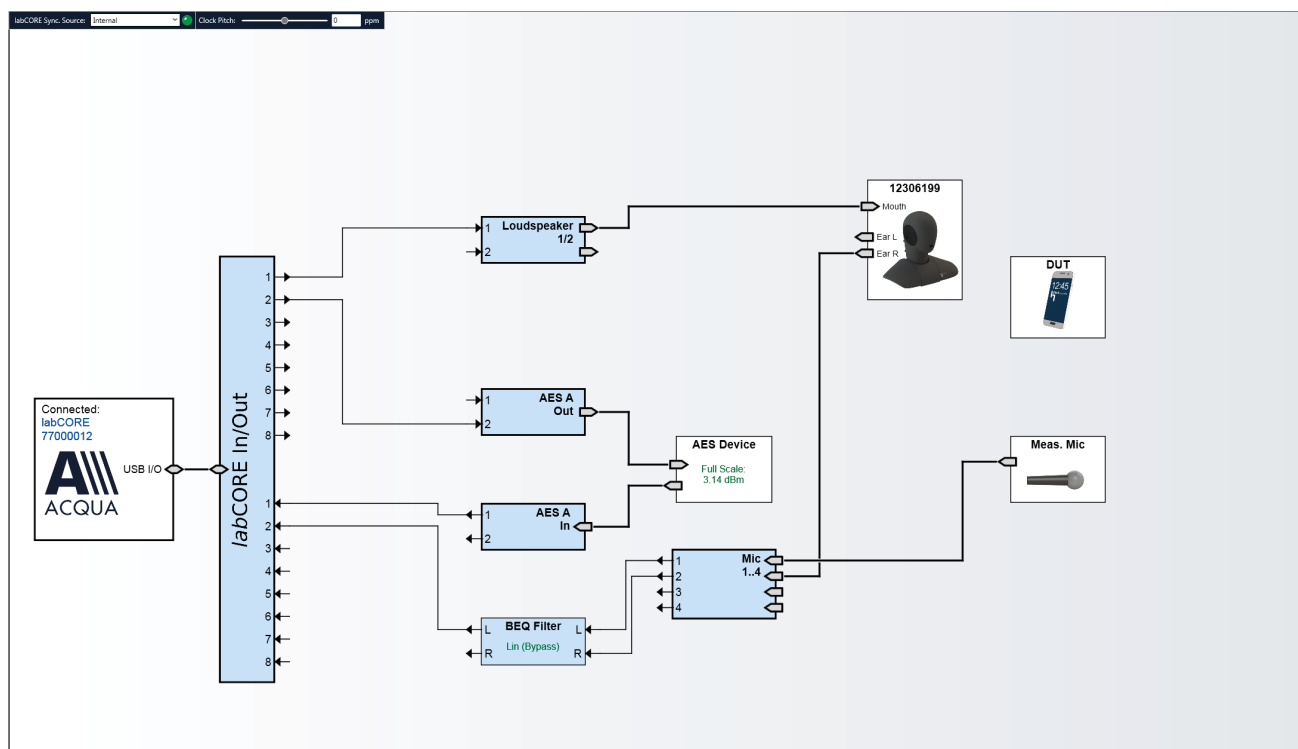 labCORE Sync. Source:
Internal
Clock Pitch:
0
ppm
12306199
Mouth
Ear L
Ear R
Loudspeaker
1/2
1
2
DUT
12:45
labCORE In/Out
1
2
3
4
5
6
7
8
1
2
3
4
5
6
7
8
AES A
Out
1
2
Connected:
labCORE
77000012
USB I/O
ACQUA
AES Device
Full Scale:
3.14 dBm
Meas. Mic
AES A
In
1
2
Mic
1..4
1
2
3
4
BEQ Filter
Lin (Bypass)
L
R
L
R